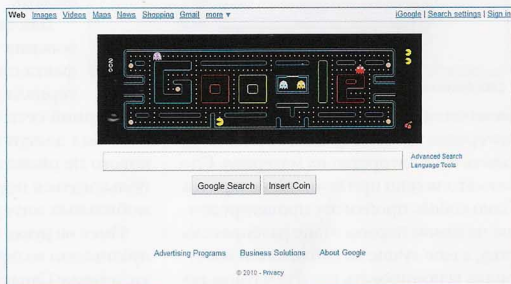 Web Images Videos Maps News Shopping Gmail more ▼
iGoogle | Search settings | Sign in
Advanced Search
Language Tools
Google Search Insert Coin
Advertising Programs Business Solutions About Google
© 2010 - Privacy